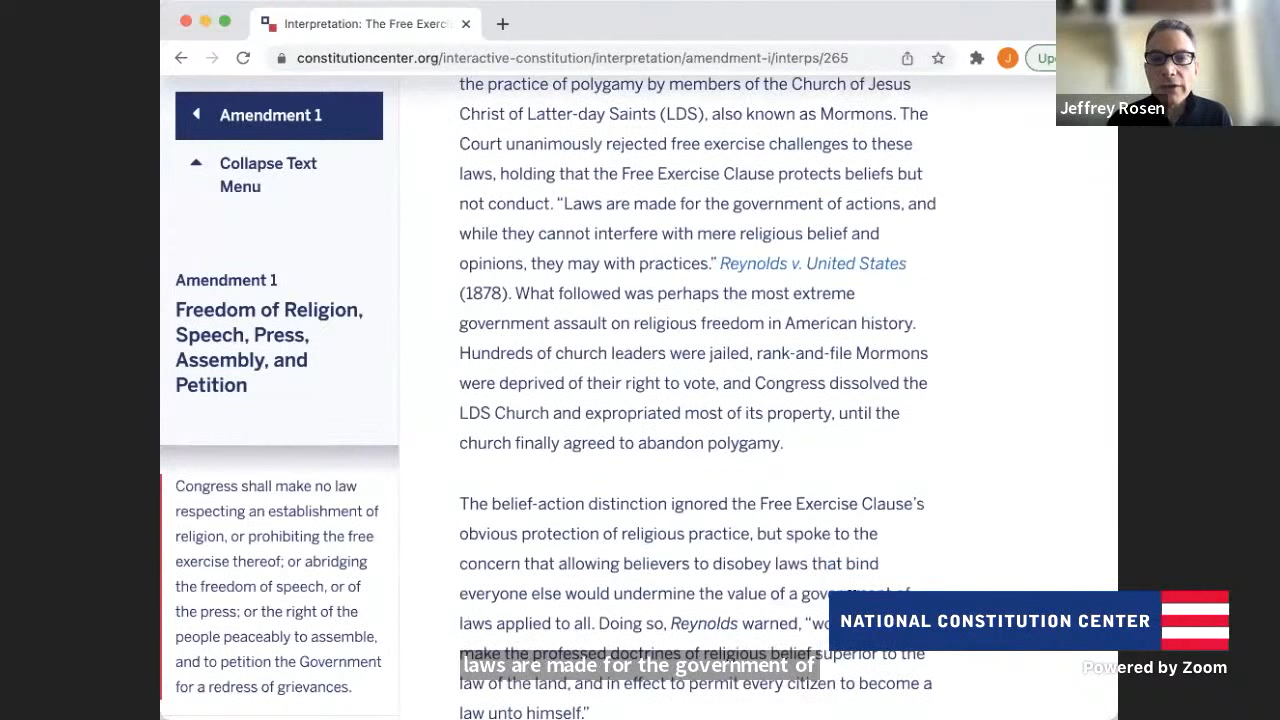 Interpretation: The Free Exerci
constitutioncenter.org/interactive-constitution/interpretation/amendment-i/interps/265
J
Jeffrey Rosen
Amendment 1
Collapse Text
Menu
Amendment 1
Freedom of Religion,
Speech, Press,
Assembly, and
Petition
Congress shall make no law
respecting an establishment of
religion, or prohibiting the free
exercise thereof; or abridging
the freedom of speech, or of
the press; or the right of the
people peaceably to assemble,
and to petition the Government
for a redress of grievances.
the practice of polygamy by members of the Church of Jesus
Christ of Latter-day Saints (LDS), also known as Mormons. The
Court unanimously rejected free exercise challenges to these
laws, holding that the Free Exercise Clause protects beliefs but
not conduct. “Laws are made for the government of actions, and
while they cannot interfere with mere religious belief and
opinions, they may with practices.” Reynolds v. United States
(1878). What followed was perhaps the most extreme
government assault on religious freedom in American history.
Hundreds of church leaders were jailed, rank-and-file Mormons
were deprived of their right to vote, and Congress dissolved the
LDS Church and expropriated most of its property, until the
church finally agreed to abandon polygamy.
The belief-action distinction ignored the Free Exercise Clause’s
obvious protection of religious practice, but spoke to the
concern that allowing believers to disobey laws that bind
everyone else would undermine the value of a government of
laws applied to all. Doing so, Reynolds warned, “wo
make the professed doctrines of religious belief superior to the
laws are made for the government of
law of the land, and in effect to permit every citizen to become a
law unto himself.”
NATIONAL CONSTITUTION CENTER
Powered by Zoom